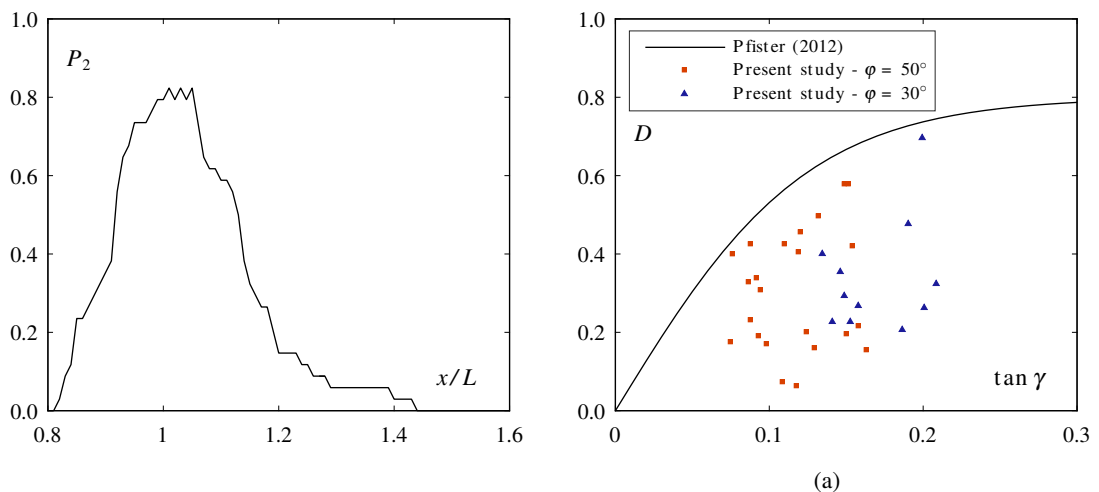 1.0
P₂
0.8
0.6
0.4
0.2
x/L
0.0
0.8 1 1.2 1.4 1.6
1.0
Pfister (2012)
Present study - φ = 50°
Present study - φ = 30°
0.8
D
0.6
0.4
0.2
tan γ
0.0
0 0.1 0.2 0.3
(a)